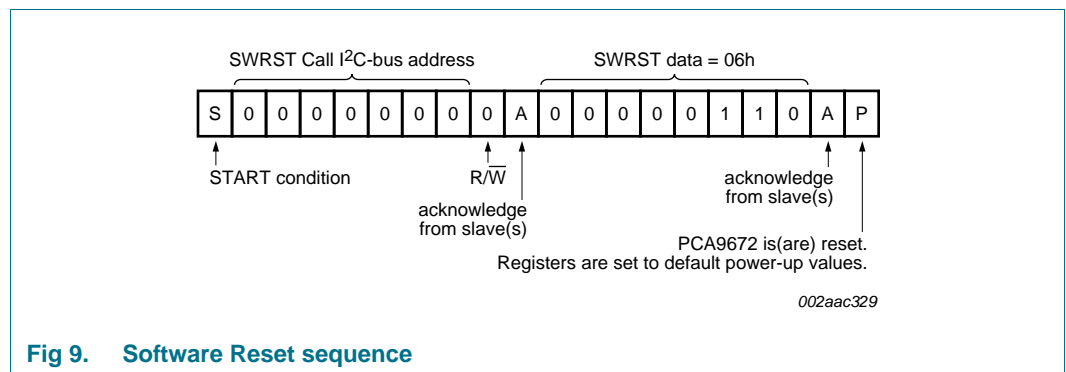 SWRST Call I2C-bus address
SWRST data = 06h
S 0 0 0 0 0 0 0 0 A 0 0 0 0 0 1 1 0 A P
START condition
R/W
acknowledge
from slave(s)
acknowledge
from slave(s)
PCA9672 is(are) reset.
Registers are set to default power-up values.
002aac329
Fig 9. Software Reset sequence